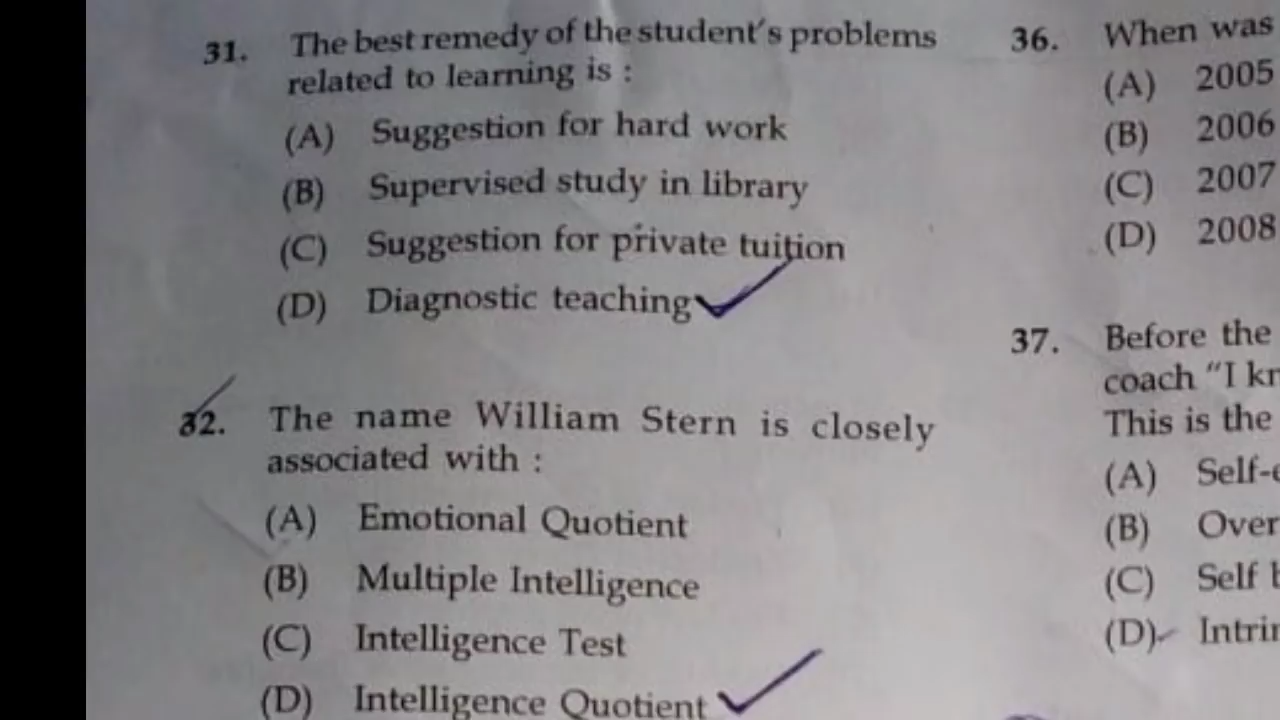 31. The best remedy of the student's problems
related to learning is :
(A) Suggestion for hard work
(B) Supervised study in library
(C) Suggestion for private tuition
(D) Diagnostic teaching
32. The name William Stern is closely
associated with :
(A) Emotional Quotient
(B) Multiple Intelligence
(C) Intelligence Test
(D) Intelligence Quotient
36. When was
(A) 2005
(B) 2006
(C) 2007
(D) 2008
37. Before the
coach "I
This is the
(A) Self-
(B) Over
(C) Self
(D)